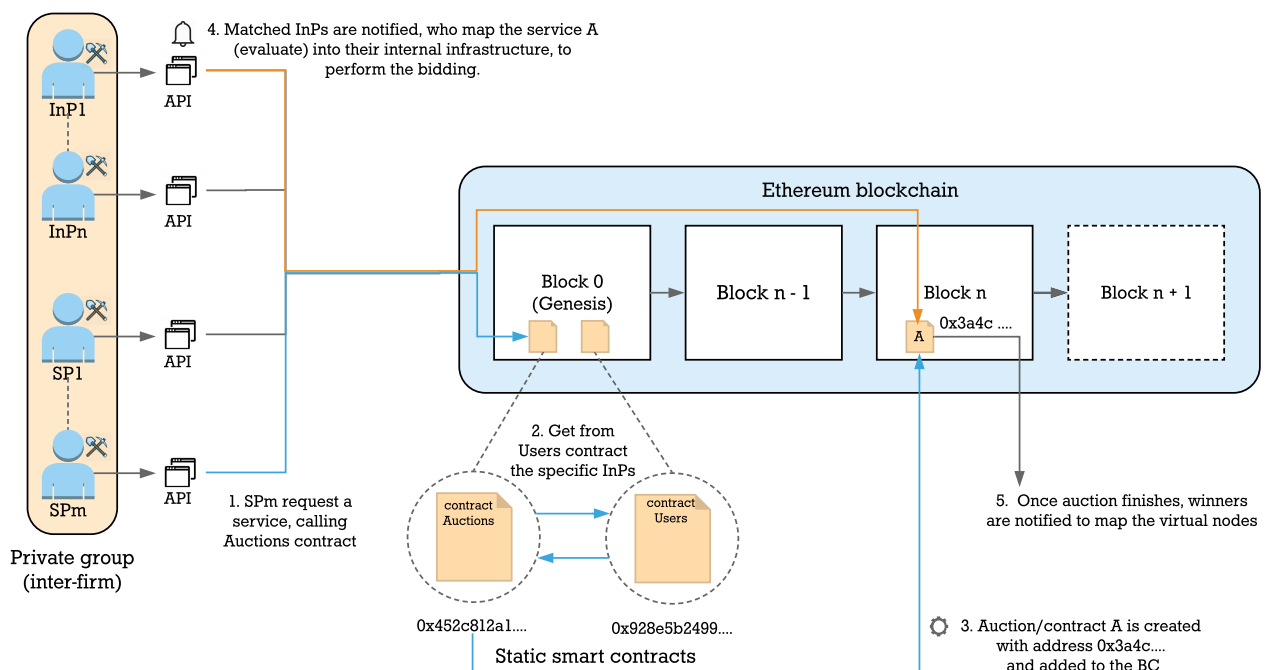 4. Matched InPs are notified, who map the service A
(evaluate) into their internal infrastructure, to
perform the bidding.
InP1
API
InPn
API
SP1
API
SPm
API
Private group
(inter-firm)
1. SPm request a
service, calling
Auctions contract
Ethereum blockchain
Block 0
(Genesis)
Block n - 1
Block n
Block n + 1
A
0x3a4c ....
2. Get from
Users contract
the specific InPs
contract
Auctions
contract
Users
0x452c812a1....
0x928e5b2499....
Static smart contracts
5. Once auction finishes, winners
are notified to map the virtual nodes
3. Auction/contract A is created
with address 0x3a4c....
and added to the BC